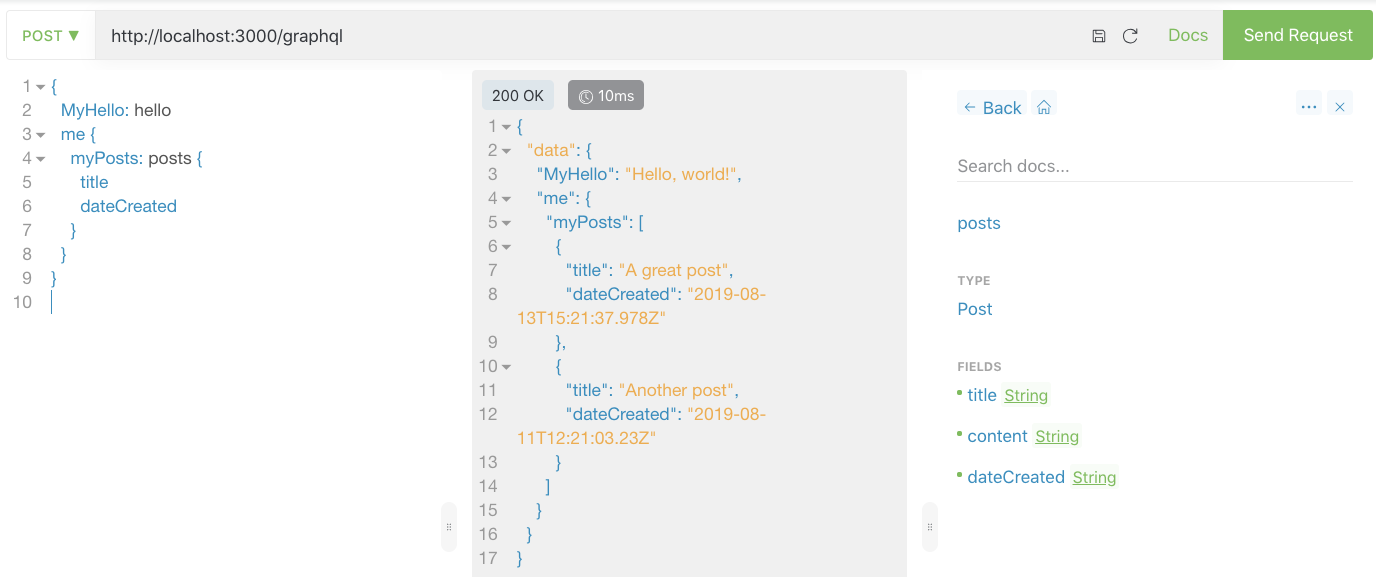 POST ▼ http://localhost:3000/graphql Docs Send Request
1 {
2 MyHello: hello
3 me {
4 myPosts: posts {
5 title
6 dateCreated
7 }
8 }
9 }
10
200 OK 10ms
1 {
2 "data": {
3 "MyHello": "Hello, world!",
4 "me": {
5 "myPosts": [
6 {
7 "title": "A great post",
8 "dateCreated": "2019-08-
13T15:21:37.978Z"
9 },
10 {
11 "title": "Another post",
12 "dateCreated": "2019-08-
11T12:21:03.23Z"
13 }
14 ]
15 }
16 }
17 }
← Back ... ×
Search docs...
posts
TYPE
Post
FIELDS
title String
content String
dateCreated String